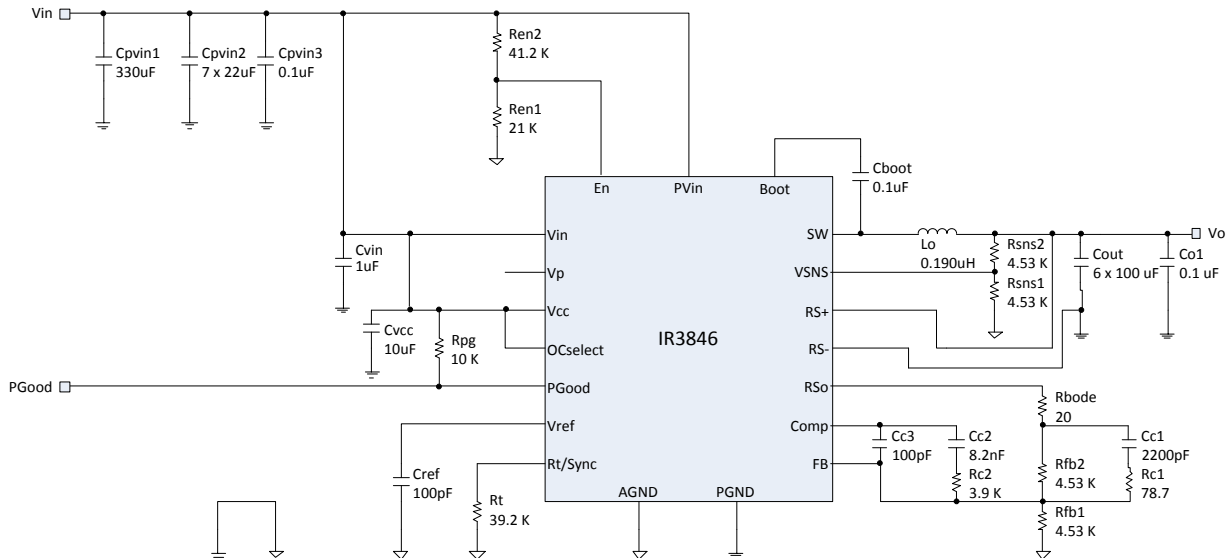 Vin
Cpvin1
330uF
Cpvin2
7 x 22uF
Cpvin3
0.1uF
Ren2
41.2 K
Ren1
21 K
Cboot
0.1uF
En
PVin
Boot
Vin
Vp
Vcc
OCselect
PGood
Vref
Rt/Sync
AGND
PGND
IR3846
SW
VSNS
RS+
RS-
RSo
Comp
FB
Cvin
1uF
Cvcc
10uF
Rpg
10 K
PGood
Cref
100pF
Rt
39.2 K
Lo
0.190uH
Rsns2
4.53 K
Rsns1
4.53 K
Cout
6 x 100 uF
Co1
0.1 uF
Vo
Rbode
20
Cc3
100pF
Cc2
8.2nF
Rc2
3.9 K
Rfb2
4.53 K
Cc1
2200pF
Rc1
78.7
Rfb1
4.53 K